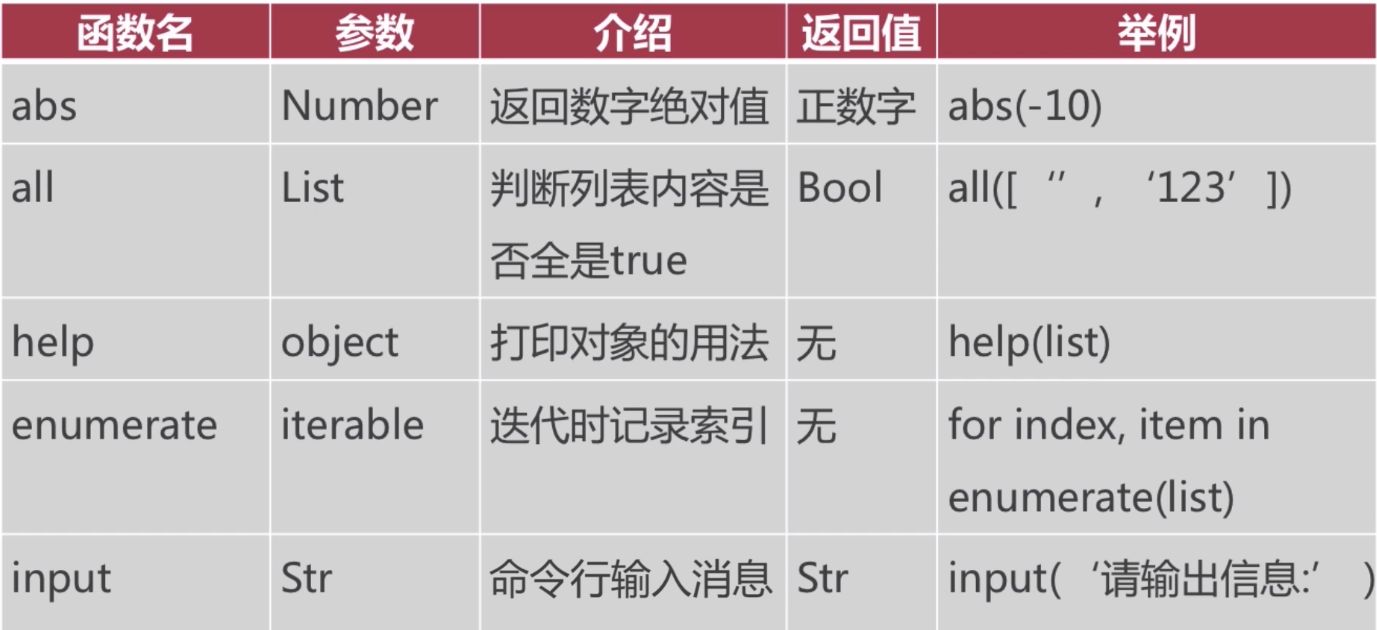 函数名 参数 介绍 返回值 举例
abs Number 返回数字绝对值 正数字 abs(-10)
all List 判断列表内容是 Bool all([‘’, ‘123’])
否全是true
help object 打印对象的用法 无 help(list)
enumerate iterable 迭代时记录索引 无 for index, item in
enumerate(list)
input Str 命令行输入消息 Str input(‘请输出信息:’)